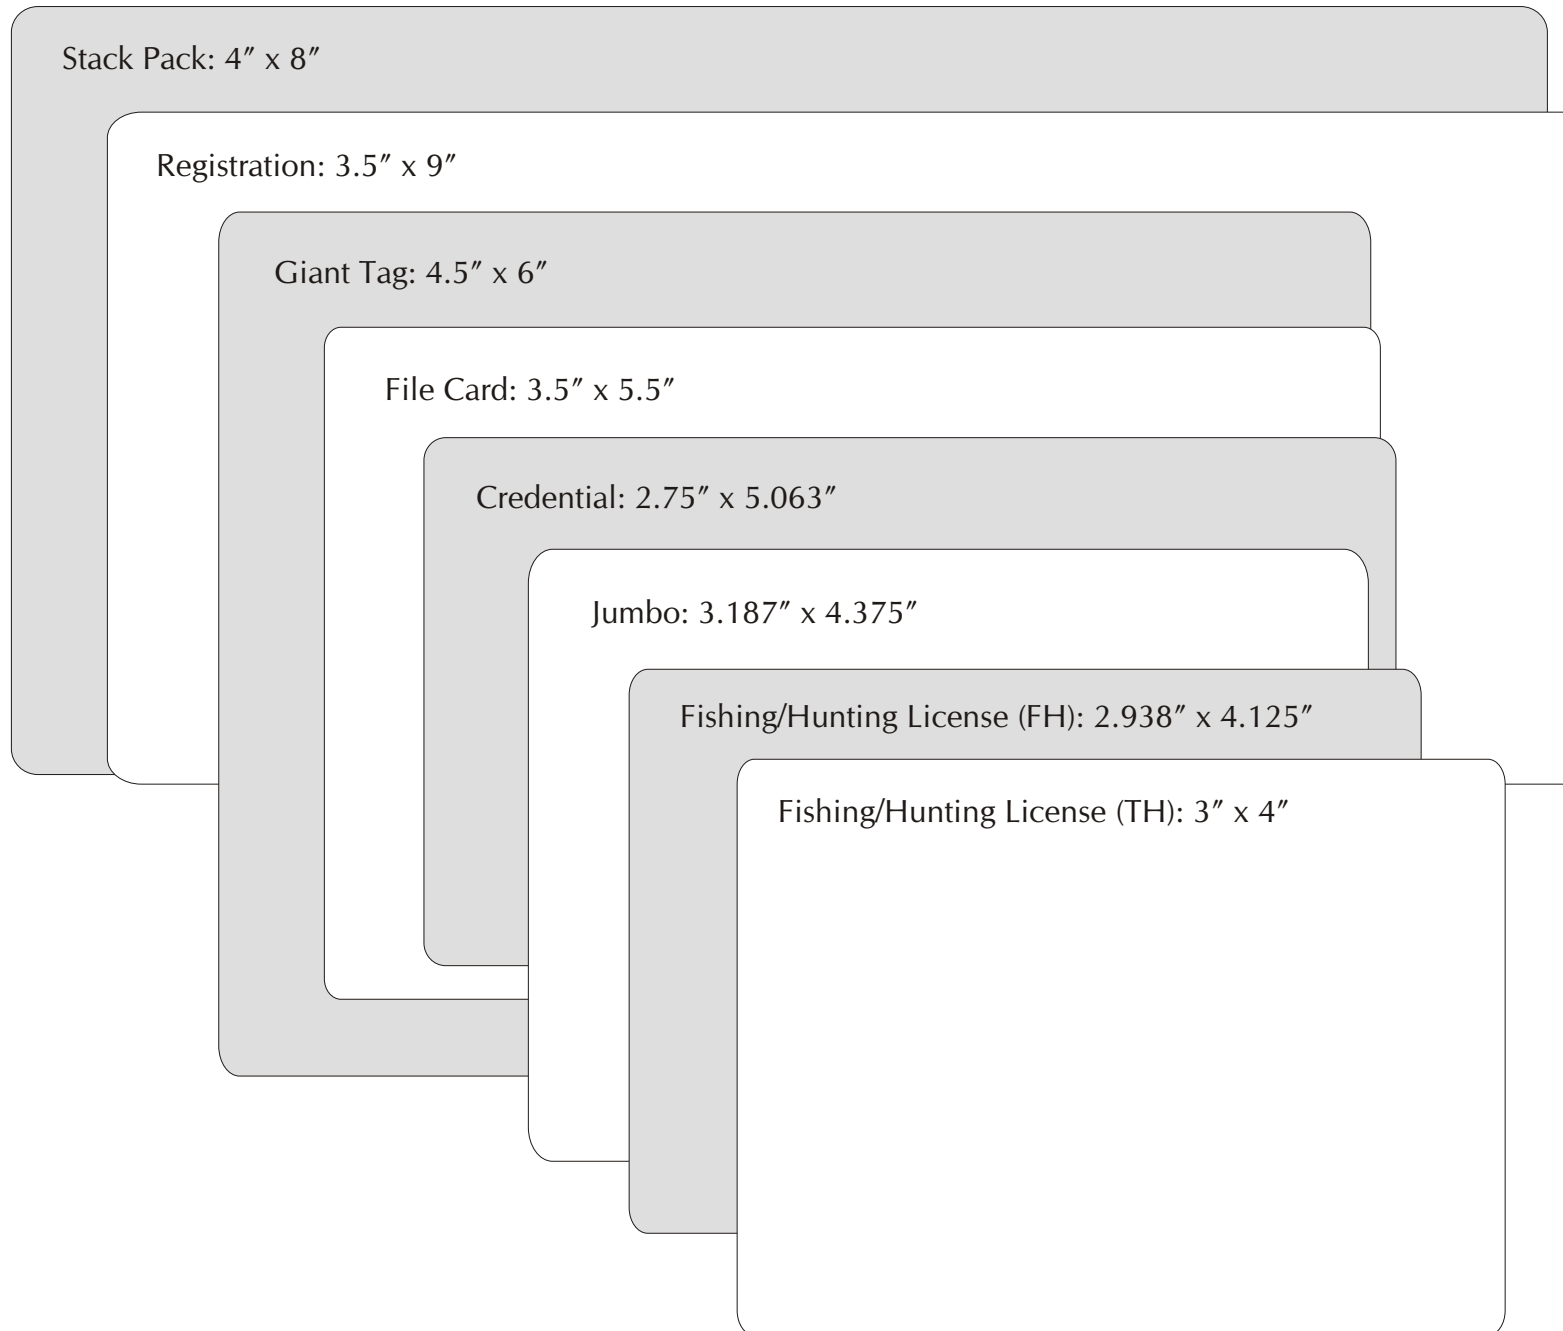 Stack Pack: 4″ x 8″
Registration: 3.5″ x 9″
Giant Tag: 4.5″ x 6″
File Card: 3.5″ x 5.5″
Credential: 2.75″ x 5.063″
Jumbo: 3.187″ x 4.375″
Fishing/Hunting License (FH): 2.938″ x 4.125″
Fishing/Hunting License (TH): 3″ x 4″